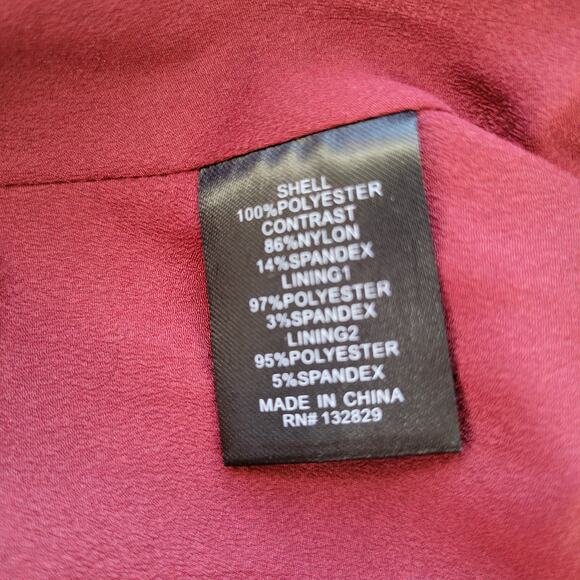 SHELL
100%POLYESTER
CONTRAST
86%NYLON
14%SPANDEX
LINING1
97%POLYESTER
3%SPANDEX
LINING2
95%POLYESTER
5%SPANDEX
MADE IN CHINA
RN# 132829